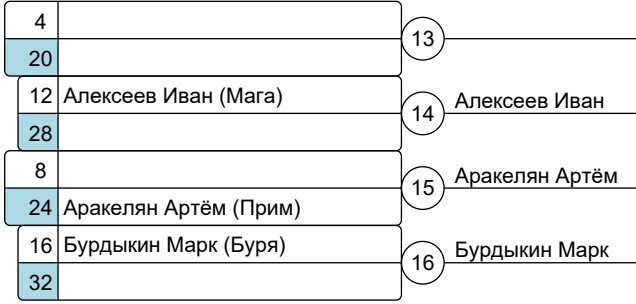 4
13
20
12 Алексеев Иван (Мага)
14 Алексеев Иван
28
8
15 Аракелян Артём
24 Аракелян Артём (Прим)
16 Бурдыкин Марк (Буря)
16 Бурдыкин Марк
32